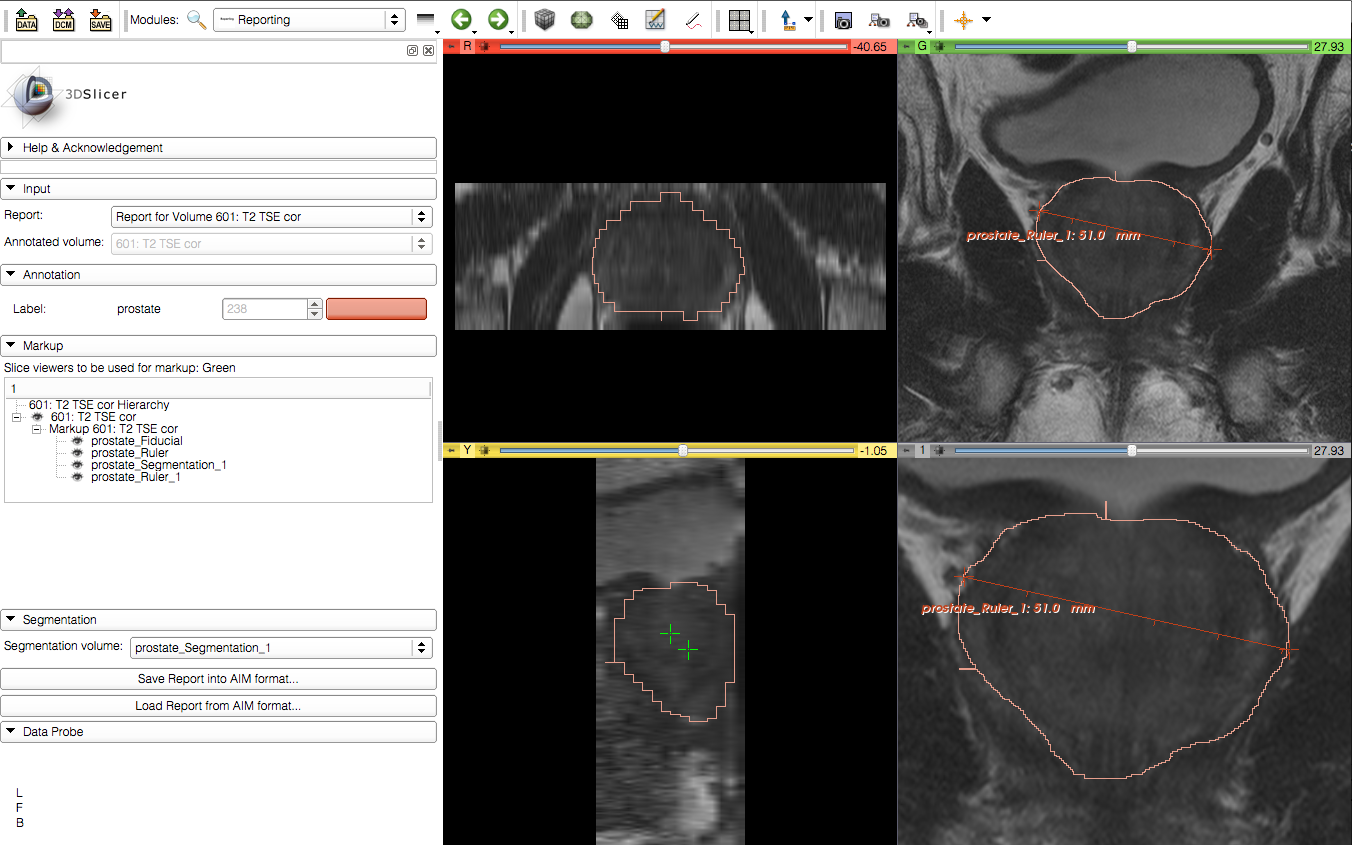 DATA DCM SAVE Modules: Reporting Reporting
R -40.65
G 27.93
3DSlicer
Help & Acknowledgement
Input
Report: Report for Volume 601: T2 TSE cor
Annotated volume: 601: T2 TSE cor
Annotation
Label: prostate 238
Markup
Slice viewers to be used for markup: Green
1
601: T2 TSE cor Hierarchy
601: T2 TSE cor
Markup 601: T2 TSE cor
prostate_Fiducial
prostate_Ruler
prostate_Segmentation_1
prostate_Ruler_1
Segmentation
Segmentation volume: prostate_Segmentation_1
Save Report into AIM format...
Load Report from AIM format...
Data Probe
L
F
B
prostate_Ruler_1: 51.0 mm
Y -1.05
1 27.93
prostate_Ruler_1: 51.0 mm